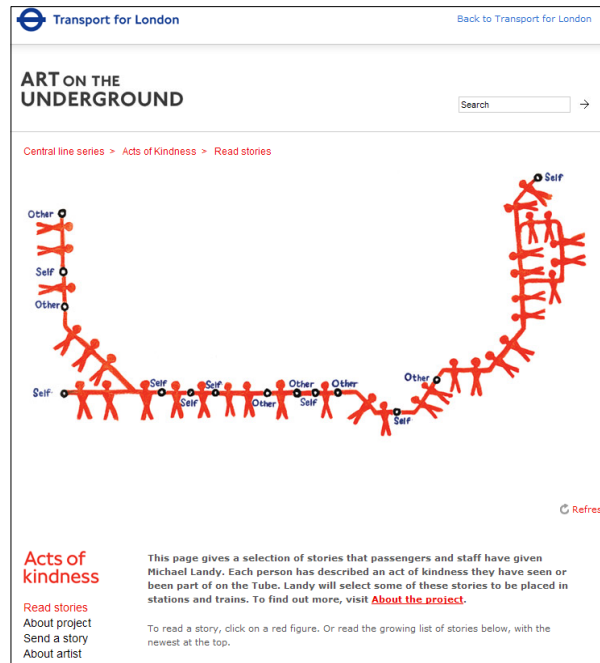 Transport for London
Back to Transport for London
ART ON THE
UNDERGROUND
Search
Central line series > Acts of Kindness > Read stories
Self
Other
Self
Other
Other
Self
Self
Self
Self
Other
Other
Self
Other
Self
Refres
Acts of
kindness
This page gives a selection of stories that passengers and staff have given
Michael Landy. Each person has described an act of kindness they have seen or
been part of on the Tube. Landy will select some of these stories to be placed in
stations and trains. To find out more, visit About the project.
Read stories
About project
Send a story
About artist
To read a story, click on a red figure. Or read the growing list of stories below, with the
newest at the top.